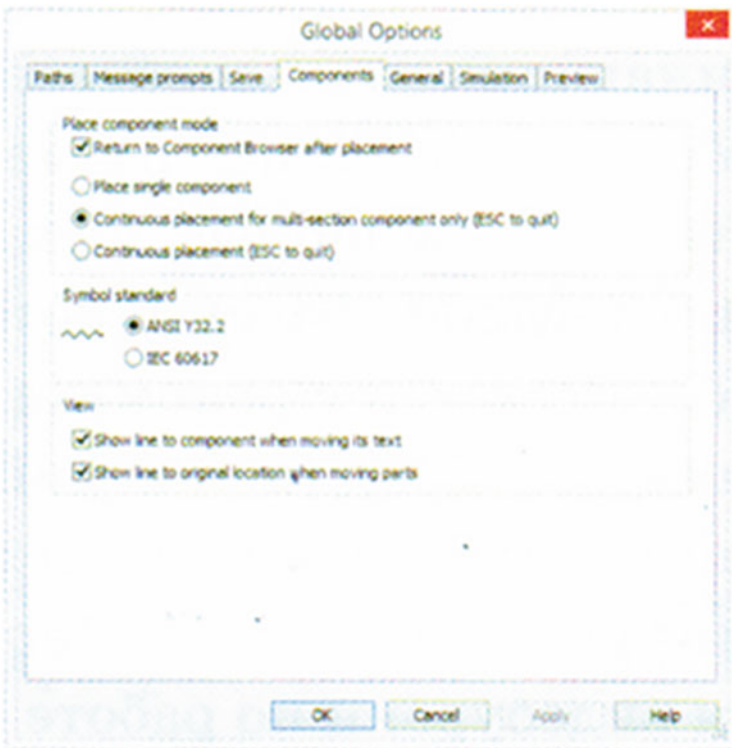 Global Options
Paths Message prompts Save Components General Simulation Preview
Place component mode
Return to Component Browser after placement
Place single component
Continuous placement for multi-section component only (ESC to quit)
Continuous placement (ESC to quit)
Symbol standard
ANSI Y32.2
IEC 60617
View
Show line to component when moving its text
Show line to original location when moving parts
OK Cancel Apply Help